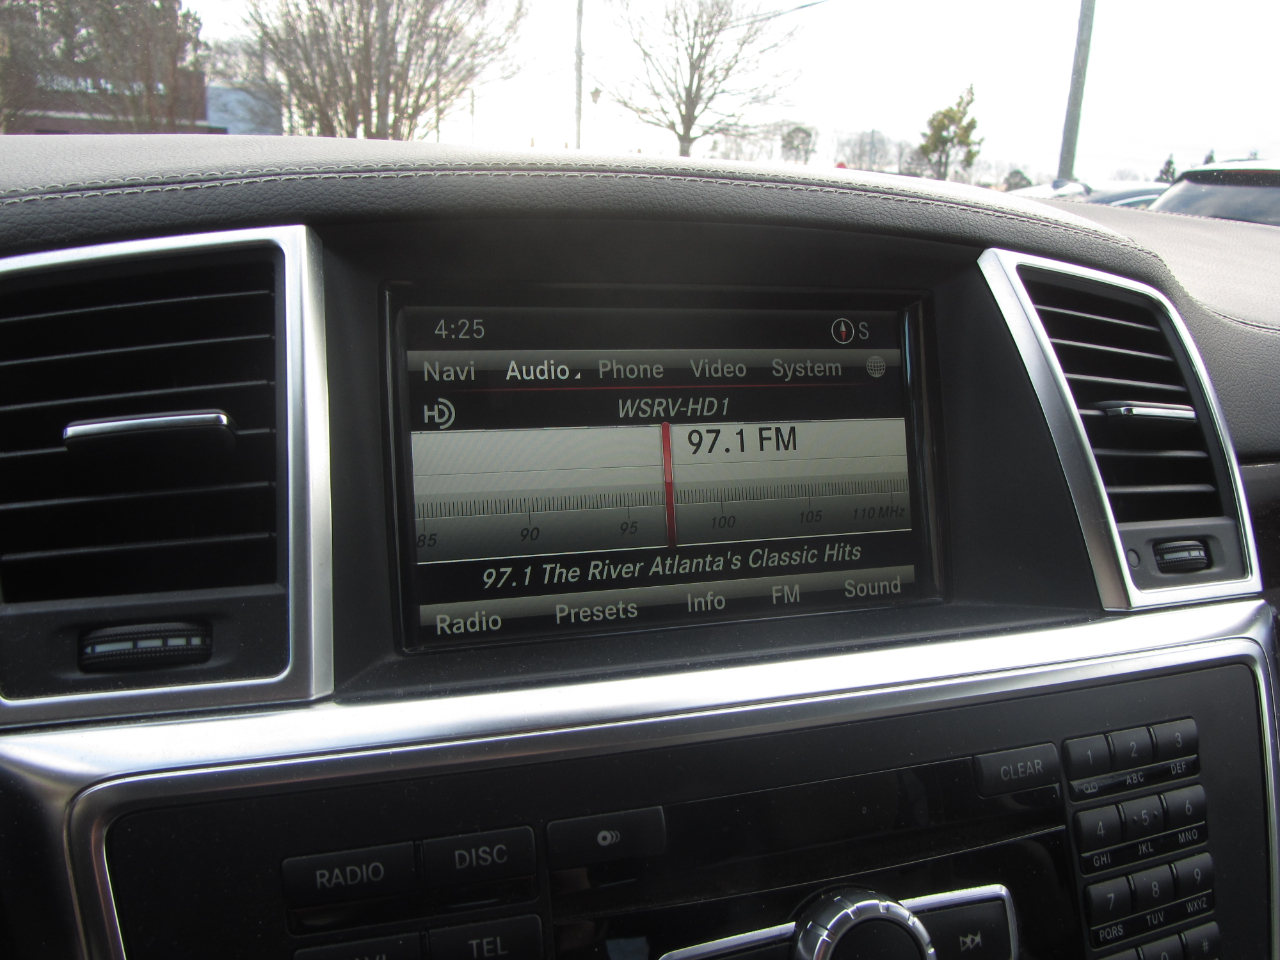 4:25 S
Navi Audio Phone Video System
HD WSRV-HD1
97.1 FM
85 90 95 100 105 110 MHz
97.1 The River Atlanta's Classic Hits
Radio Presets Info FM Sound
CLEAR 1 2 3
ABC DEF
4 5 6
GHI JKL MNO
RADIO DISC
7 8 9
PQRS TUV WXYZ
TEL 0 #